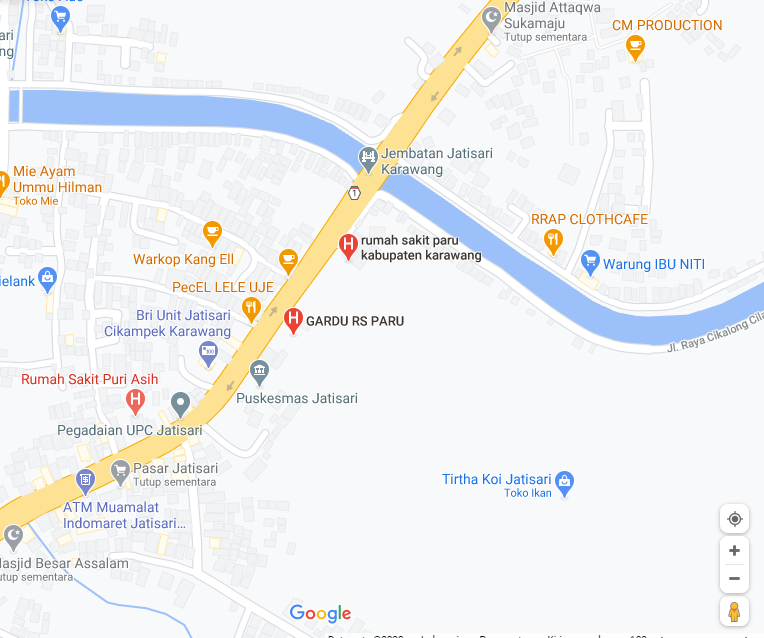 Masjid Attaqwa
Sukamaju
Tutup sementara
CM PRODUCTION
Jembatan Jatisari
Karawang
Mie Ayam
Ummu Hilman
Toko Mie
1
RRAP CLOTHCAFE
rumah sakit paru
kabupaten karawang
Warkop Kang Ell
Warung IBU NITI
ielank
PecEL LELE UJE
Bri Unit Jatisari
Cikampek Karawang
GARDU RS PARU
Jl. Raya Cikalong Cila
Rumah Sakit Puri Asih
Puskesmas Jatisari
Pegadaian UPC Jatisari
Pasar Jatisari
Tutup sementara
Tirtha Koi Jatisari
Toko Ikan
ATM Muamalat
Indomaret Jatisari...
Masjid Besar Assalam
utup sementara
Google